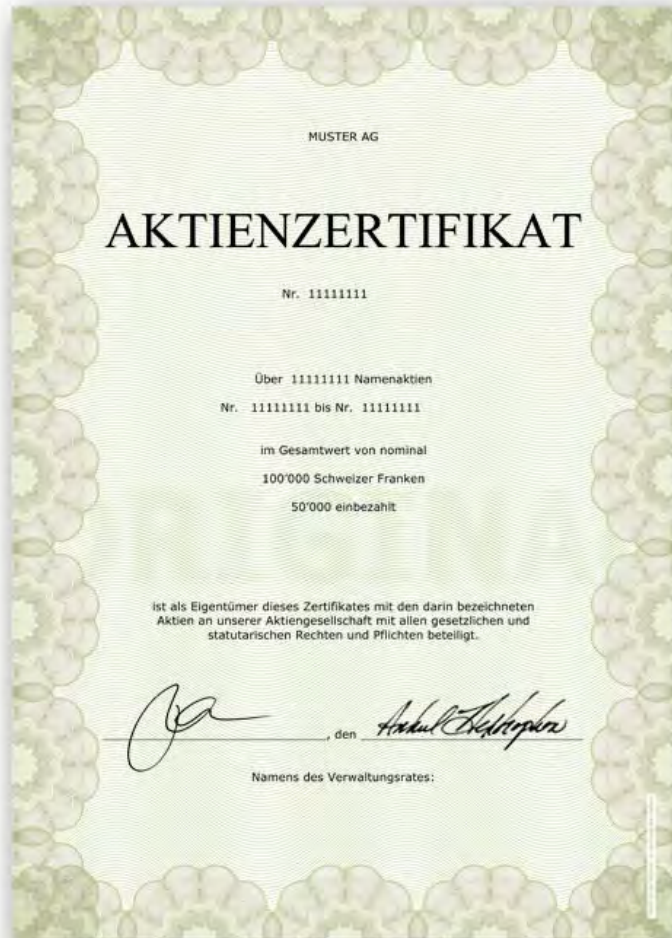 MUSTER AG
AKTIENZERTIFIKAT
Nr. 11111111
Über 11111111 Namenaktien
Nr. 11111111 bis Nr. 11111111
im Gesamtwert von nominal
100'000 Schweizer Franken
50'000 einbezahlt
RIGINA
ist als Eigentümer dieses Zertifikates mit den darin bezeichneten
Aktien an unserer Aktiengesellschaft mit allen gesetzlichen und
statutarischen Rechten und Pflichten beteiligt.
, den
Namens des Verwaltungsrates: